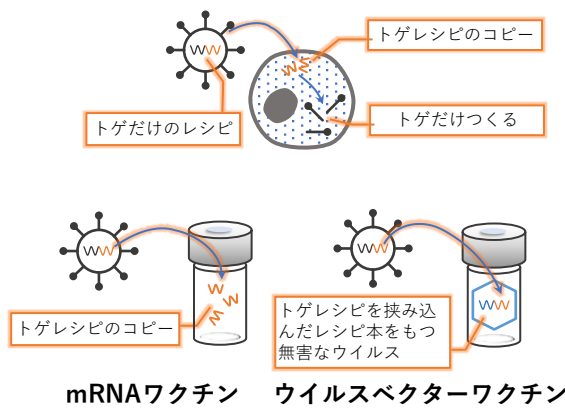 トゲレシピのコピー
トゲだけのレシピ
トゲだけつくる
トゲレシピのコピー
トゲレシピを挟み込
んだレシピ本をもつ
無害なウイルス
mRNAワクチン
ウイルスベクターワクチン